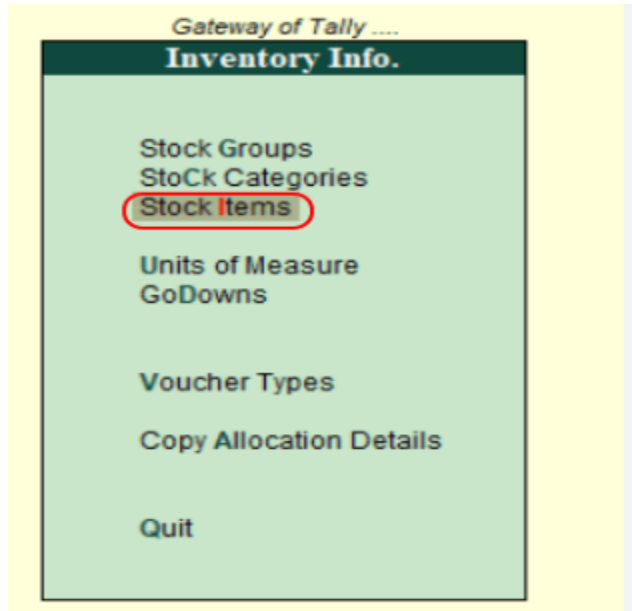 Gateway of Tally ....
Inventory Info.
Stock Groups
StoCk Categories
Stock Items
Units of Measure
GoDowns
Voucher Types
Copy Allocation Details
Quit